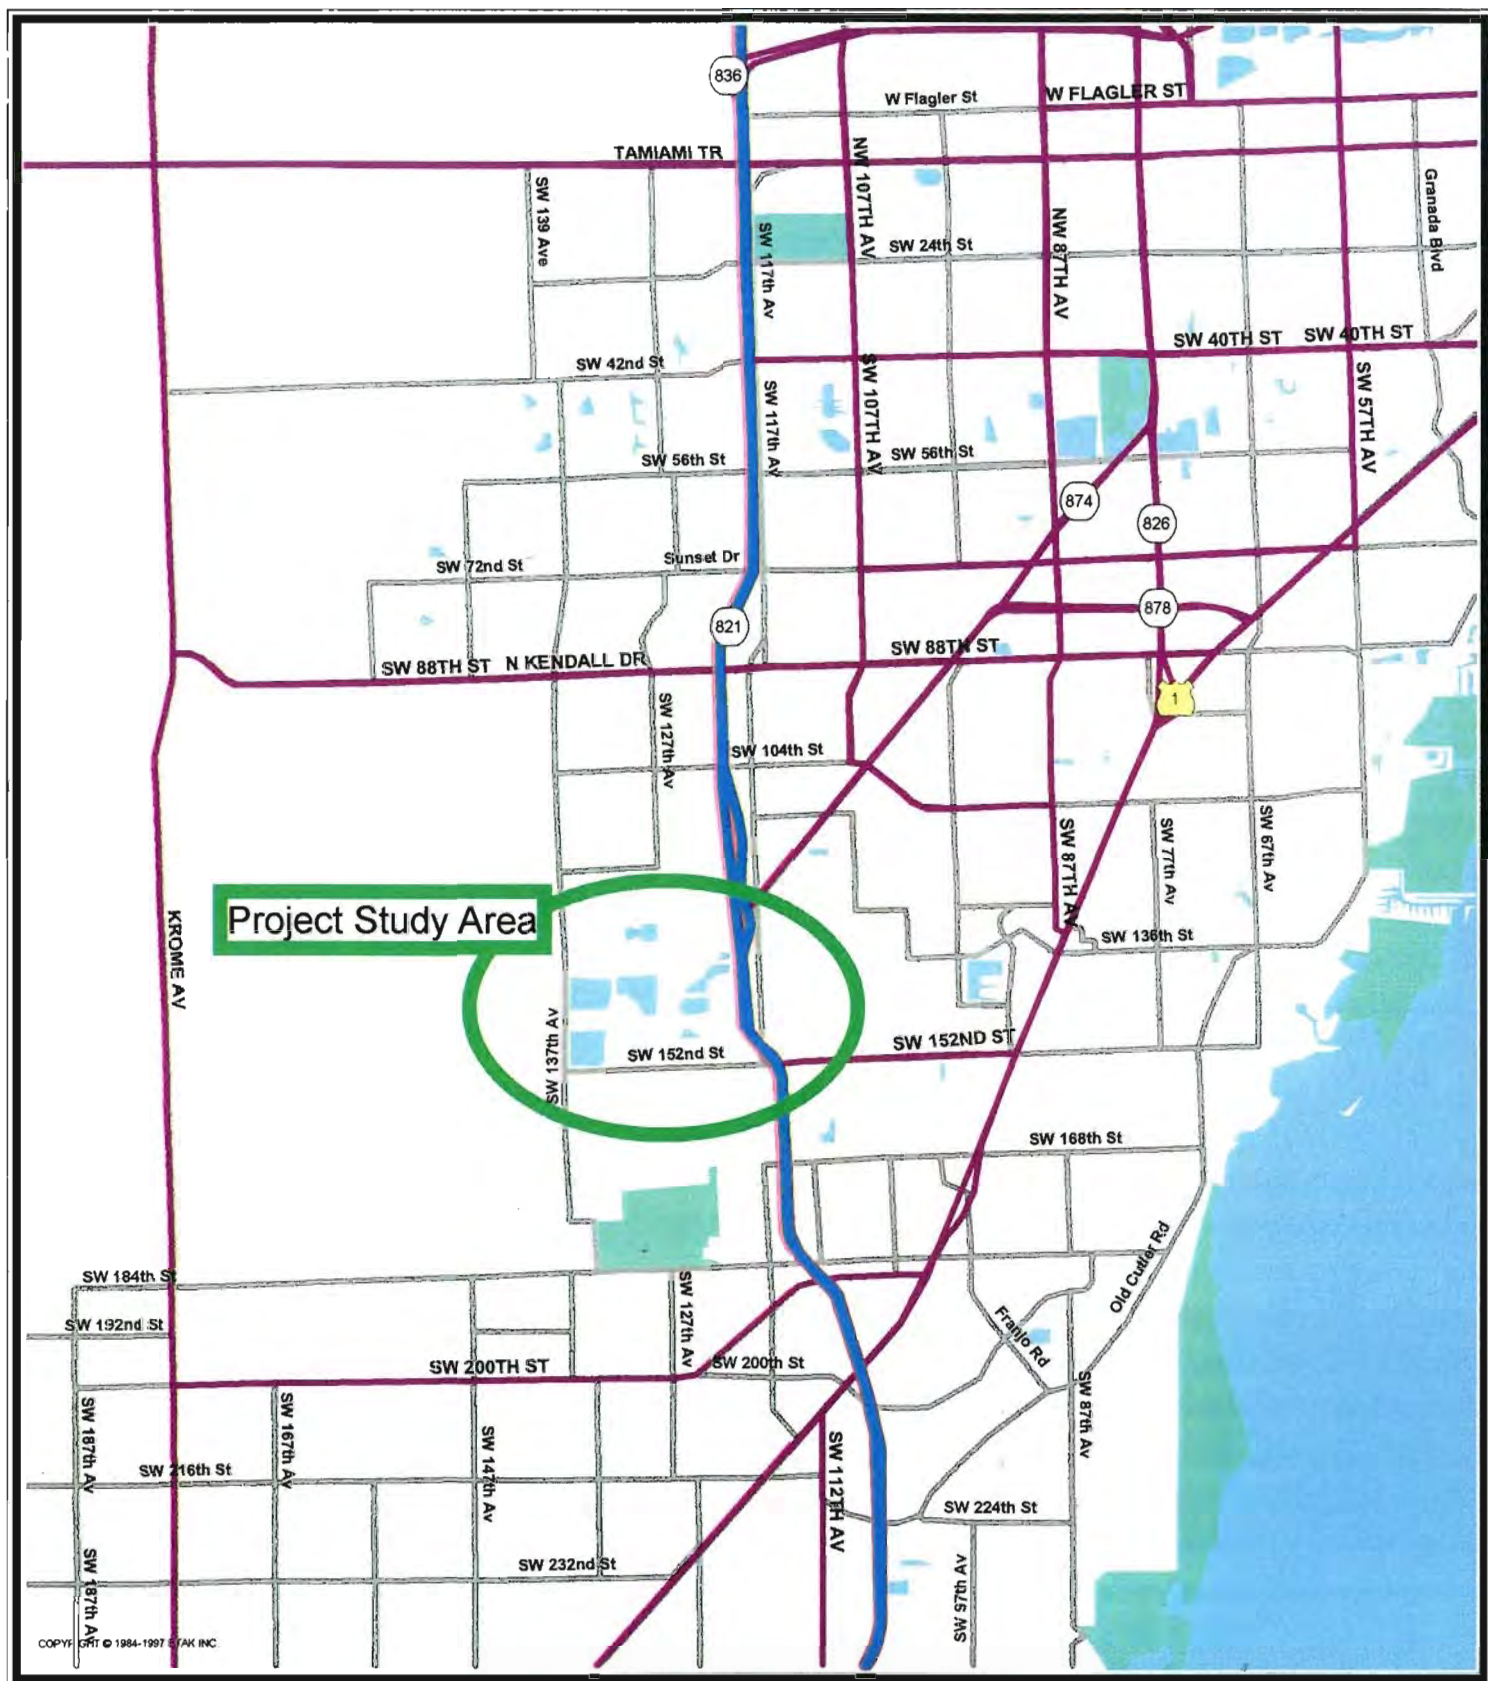 836
W Flagler St
W FLAGLER ST
TAMIAMI TR
SW 139 Ave
NW 107TH AV
Granada Blvd
SW 117th Av
SW 24th St
NW 87TH AV
SW 40TH ST
SW 40TH ST
SW 42nd St
SW 117th Av
SW 107TH AV
SW 57TH AV
SW 56th St
SW 56th St
874
826
SW 72nd St
Sunset Dr
878
821
SW 88TH ST
N KENDALL DR
SW 88TH ST
1
SW 127th Av
SW 104th St
SW 87TH AV
SW 77th Av
SW 67th Av
Project Study Area
KROME AV
SW 136th St
SW 137th Av
SW 152nd St
SW 152ND ST
SW 168th St
SW 184th St
SW 127th Av
Old Cutler Rd
SW 192nd St
Franjo Rd
SW 200TH ST
SW 200th St
SW 187th Av
SW 167th Av
SW 147th Av
SW 112TH AV
SW 87th Av
SW 216th St
SW 224th St
SW 232nd St
SW 187th Av
SW 97th Av
COPYRIGHT © 1984-1997 ETAK INC.